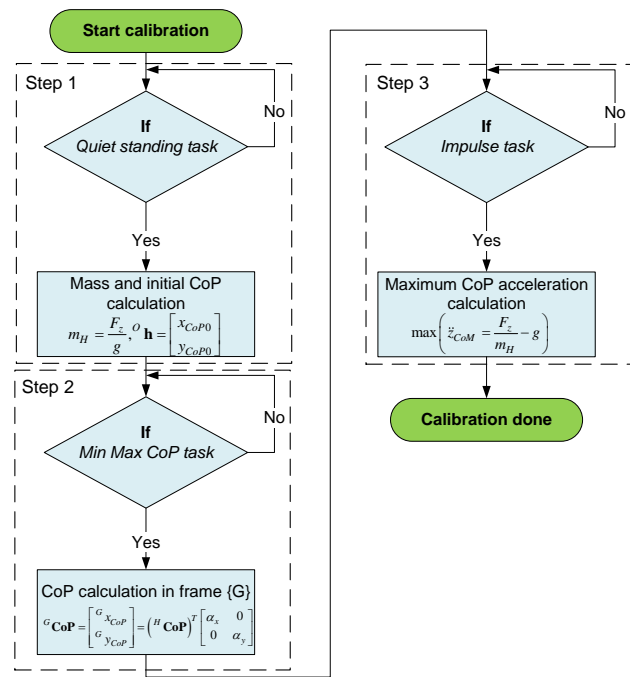 Start calibration
Step 1
No
If
Quiet standing task
Yes
Mass and initial CoP
calculation
m_H = F_z / g, ^O h = [x_CoP0
y_CoP0]
Step 2
No
If
Min Max CoP task
Yes
CoP calculation in frame {G}
^G CoP = [^G x_CoP
^G y_CoP] = (^H CoP)^T [α_x 0
0 α_y]
Step 3
No
If
Impulse task
Yes
Maximum CoP acceleration
calculation
max(z̈_CoM = F_z / m_H − g)
Calibration done